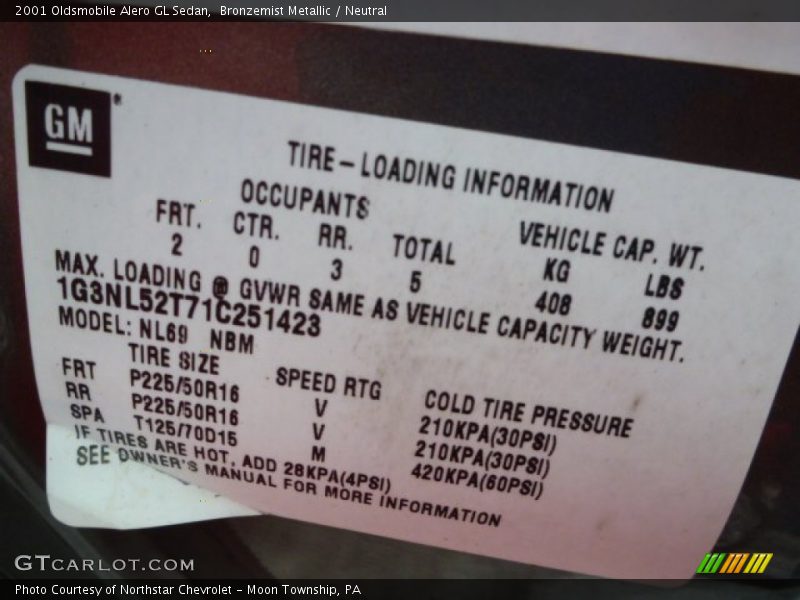 2001 Oldsmobile Alero GL Sedan, Bronzemist Metallic / Neutral
GM
TIRE-LOADING INFORMATION
OCCUPANTS VEHICLE CAP. WT.
FRT. CTR. RR. TOTAL KG LBS
2 0 3 5 408 899
MAX. LOADING @ GVWR SAME AS VEHICLE CAPACITY WEIGHT.
1G3NL52T71C251423
MODEL: NL69 NBM
TIRE SIZE SPEED RTG COLD TIRE PRESSURE
FRT P225/50R16 V 210KPA(30PSI)
RR P225/50R16 V 210KPA(30PSI)
SPA T125/70D15 M 420KPA(60PSI)
IF TIRES ARE HOT, ADD 28KPA(4PSI)
SEE OWNER'S MANUAL FOR MORE INFORMATION
GTCARLOT.COM
Photo Courtesy of Northstar Chevrolet - Moon Township, PA